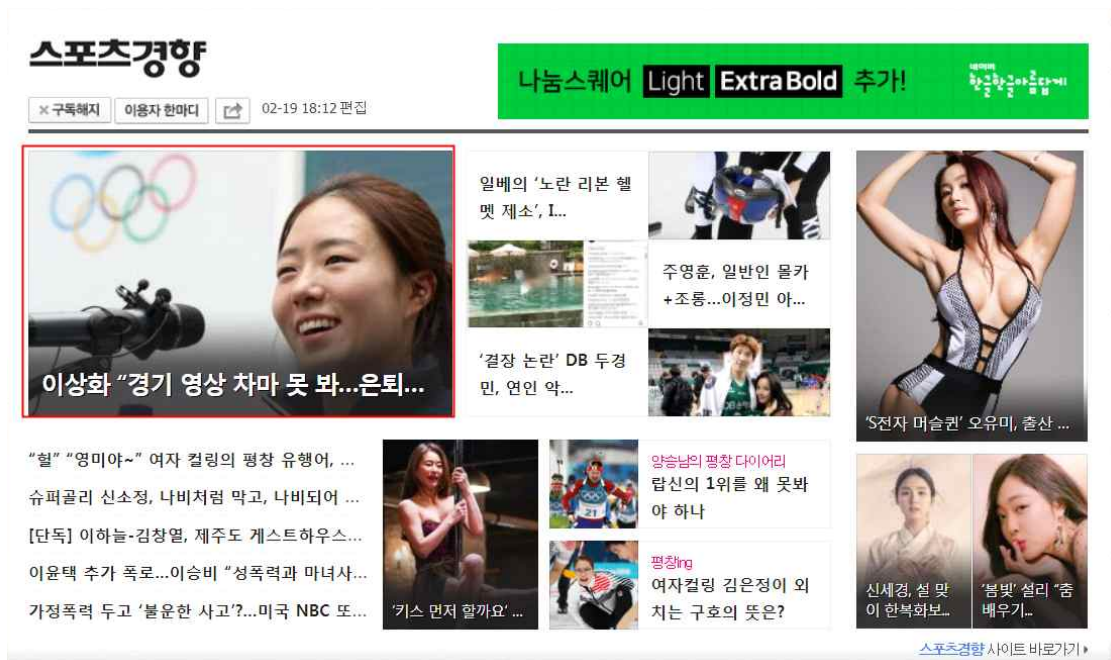 스포츠경향
나눔스퀘어 Light ExtraBold 추가!
네이버
한글한글아름답게
× 구독해지 이용자 한마디
02-19 18:12 편집
이상화 “경기 영상 차마 못 봐...은퇴...
일베의 ‘노란 리본 헬
멧 제소’, I...
주영훈, 일반인 몰카
+조롱...이정민 아...
‘결장 논란’ DB 두경
민, 연인 악...
‘S전자 머슬퀸’ 오유미, 출산 ...
“헐” “영미야~” 여자 컬링의 평창 유행어, ...
슈퍼골리 신소정, 나비처럼 막고, 나비되어 ...
[단독] 이하늘-김창열, 제주도 게스트하우스...
이윤택 추가 폭로...이승비 “성폭력과 마녀사...
가정폭력 두고 ‘불운한 사고’?...미국 NBC 또...
‘키스 먼저 할까요’ ...
양승남의 평창 다이어리
랍신의 1위를 왜 못봐
야 하나
21
평창ing
여자컬링 김은정이 외
치는 구호의 뜻은?
신세경, 설 맞
이 한복화보...
‘봄빛’ 설리 “춤
배우기...
스포츠경향 사이트 바로가기